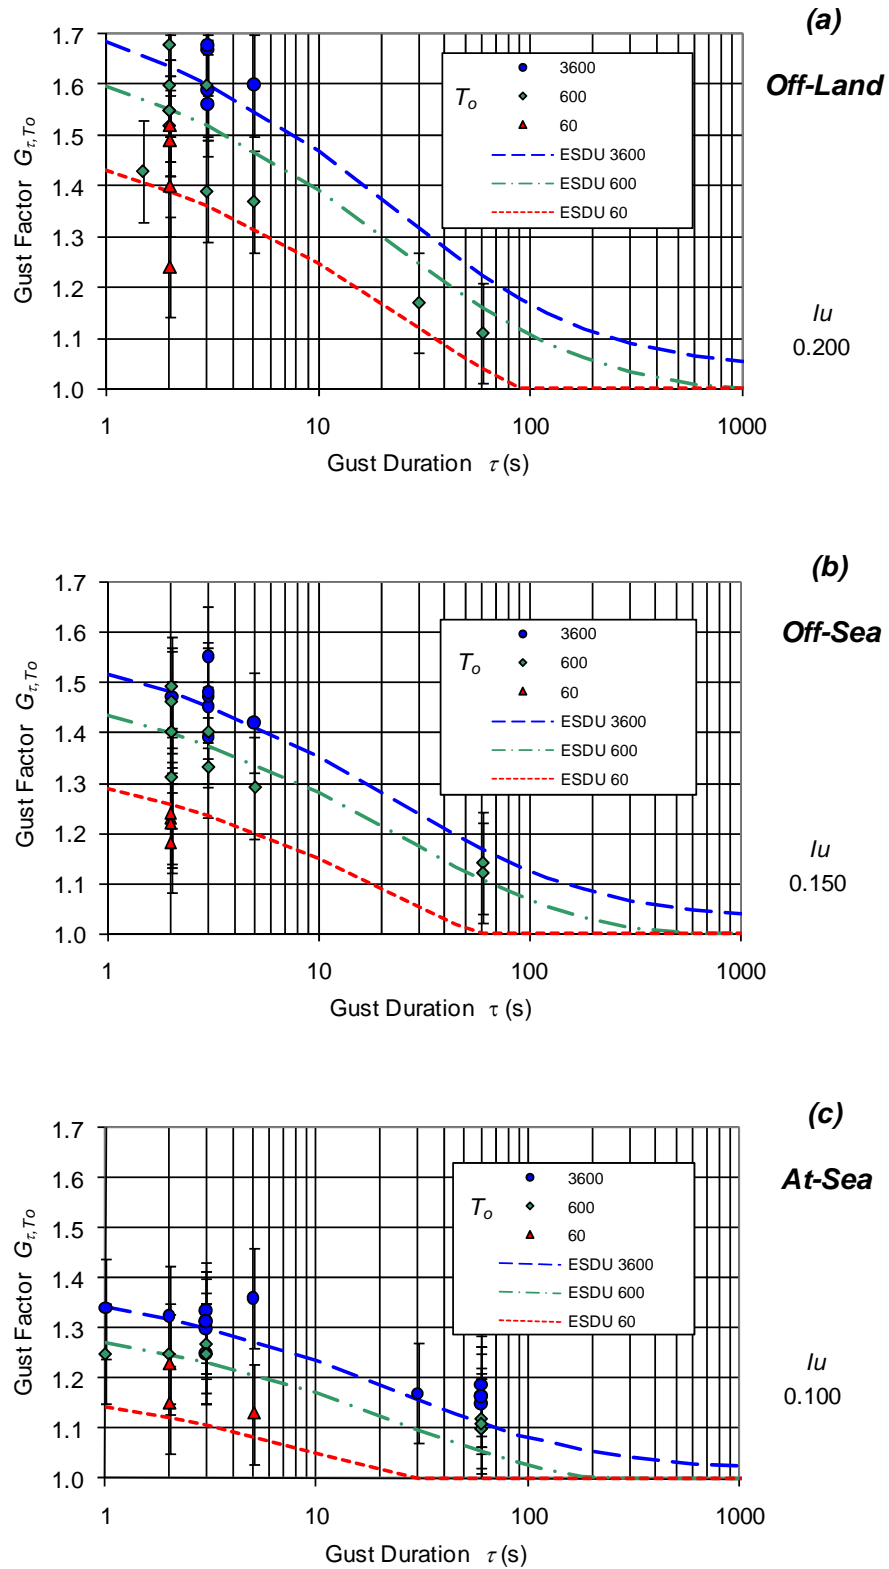 (a)
Off-Land
1.7
1.6
1.5
1.4
1.3
1.2
1.1
1.0
Gust Factor Gτ,To
To
3600
600
60
ESDU 3600
ESDU 600
ESDU 60
Iu
0.200
1 10 100 1000
Gust Duration τ (s)
(b)
Off-Sea
1.7
1.6
1.5
1.4
1.3
1.2
1.1
1.0
Gust Factor Gτ,To
To
3600
600
60
ESDU 3600
ESDU 600
ESDU 60
Iu
0.150
1 10 100 1000
Gust Duration τ (s)
(c)
At-Sea
1.7
1.6
1.5
1.4
1.3
1.2
1.1
1.0
Gust Factor Gτ,To
To
3600
600
60
ESDU 3600
ESDU 600
ESDU 60
Iu
0.100
1 10 100 1000
Gust Duration τ (s)